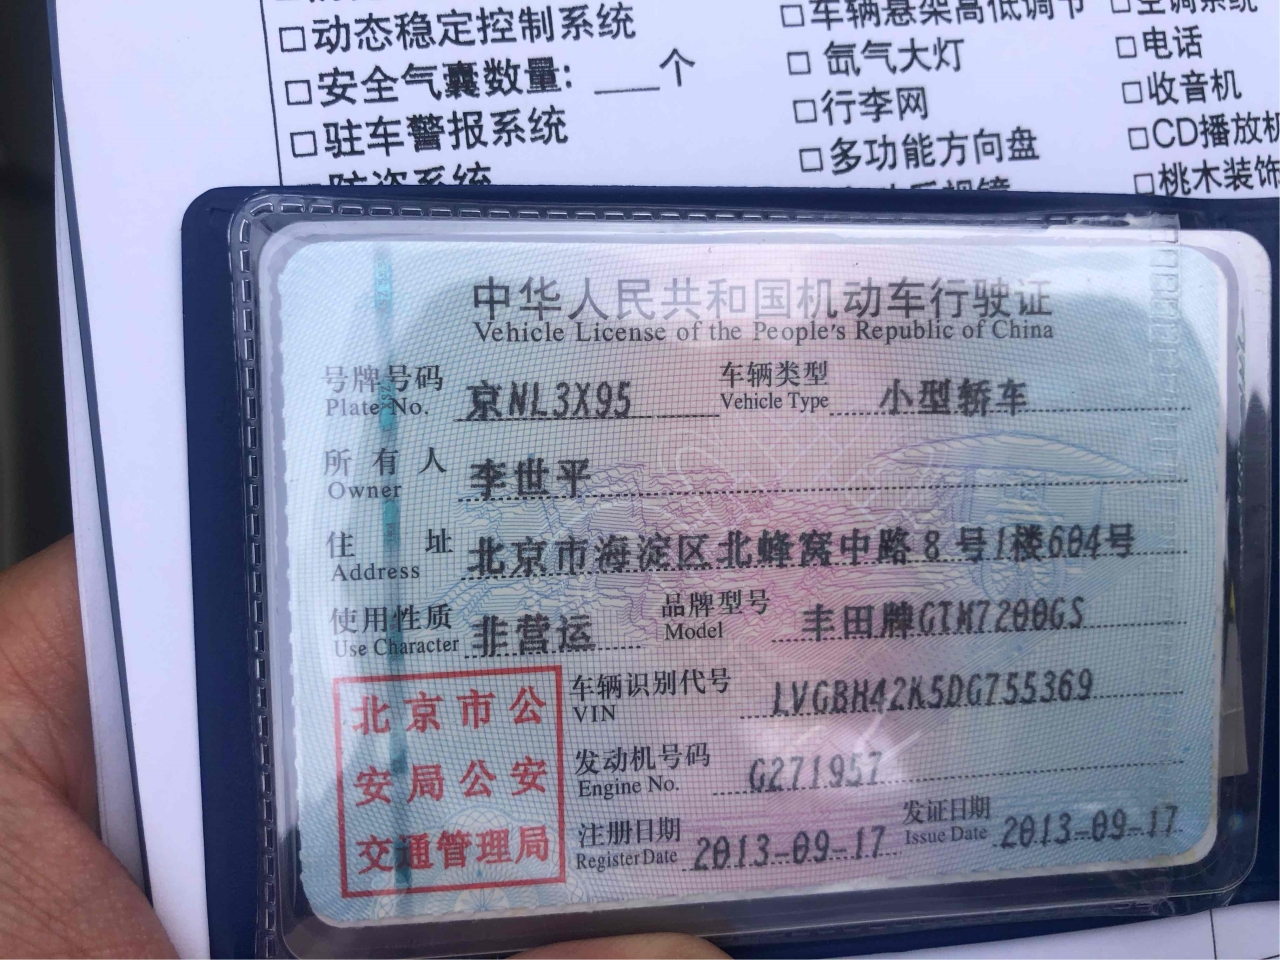 □动态稳定控制系统
□安全气囊数量：___个
□驻车警报系统
防盗系统
□车辆悬架高低调节
□氙气大灯
□行李网
□多功能方向盘
□空调系统
□电话
□收音机
□CD播放机
□桃木装饰
中华人民共和国机动车行驶证
Vehicle License of the People's Republic of China
号牌号码 京NL3X95 车辆类型 小型轿车
Plate No. Vehicle Type
所有人 李世平
Owner
住址 北京市海淀区北蜂窝中路8号1楼604号
Address
使用性质 非营运 品牌型号 丰田牌GTM7200GS
Use Character Model
北京市公
安局公安
交通管理局
车辆识别代号 LVGBH42K5DG755369
VIN
发动机号码 G271957
Engine No.
注册日期 2013-09-17 发证日期 2013-09-17
Register Date Issue Date